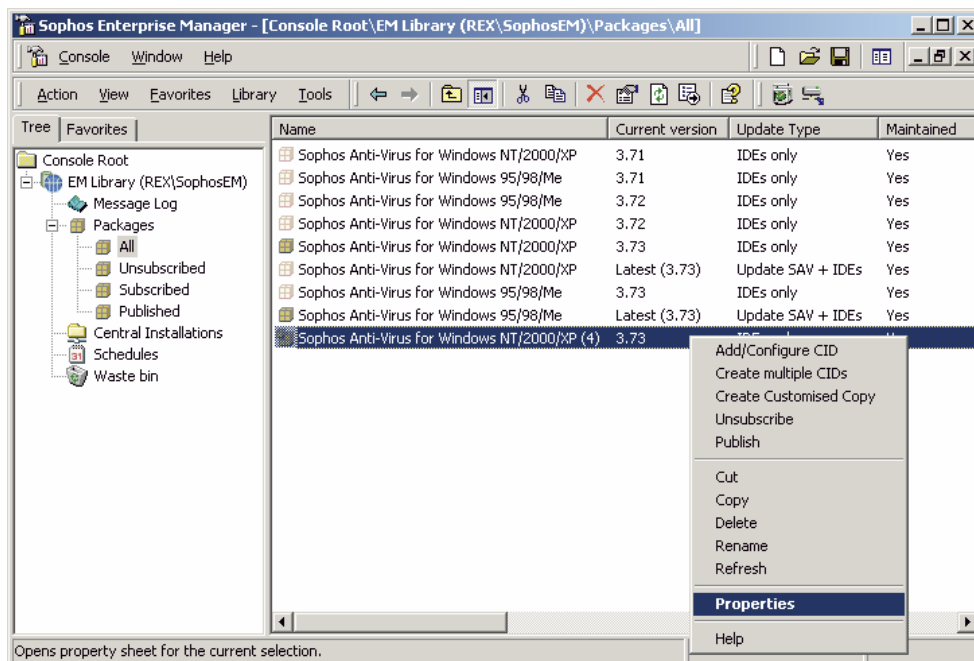 Sophos Enterprise Manager - [Console Root\EM Library (REX\SophosEM)\Packages\All]
Console Window Help
Action View Favorites Library Tools
Tree Favorites
Console Root
EM Library (REX\SophosEM)
Message Log
Packages
All
Unsubscribed
Subscribed
Published
Central Installations
31 Schedules
Waste bin
Name Current version Update Type Maintained
Sophos Anti-Virus for Windows NT/2000/XP 3.71 IDEs only Yes
Sophos Anti-Virus for Windows 95/98/Me 3.71 IDEs only Yes
Sophos Anti-Virus for Windows 95/98/Me 3.72 IDEs only Yes
Sophos Anti-Virus for Windows NT/2000/XP 3.72 IDEs only Yes
Sophos Anti-Virus for Windows NT/2000/XP 3.73 IDEs only Yes
Sophos Anti-Virus for Windows NT/2000/XP Latest (3.73) Update SAV + IDEs Yes
Sophos Anti-Virus for Windows 95/98/Me 3.73 IDEs only Yes
Sophos Anti-Virus for Windows 95/98/Me Latest (3.73) Update SAV + IDEs Yes
Sophos Anti-Virus for Windows NT/2000/XP (4) 3.73
Add/Configure CID
Create multiple CIDs
Create Customised Copy
Unsubscribe
Publish
Cut
Copy
Delete
Rename
Refresh
Properties
Help
Opens property sheet for the current selection.